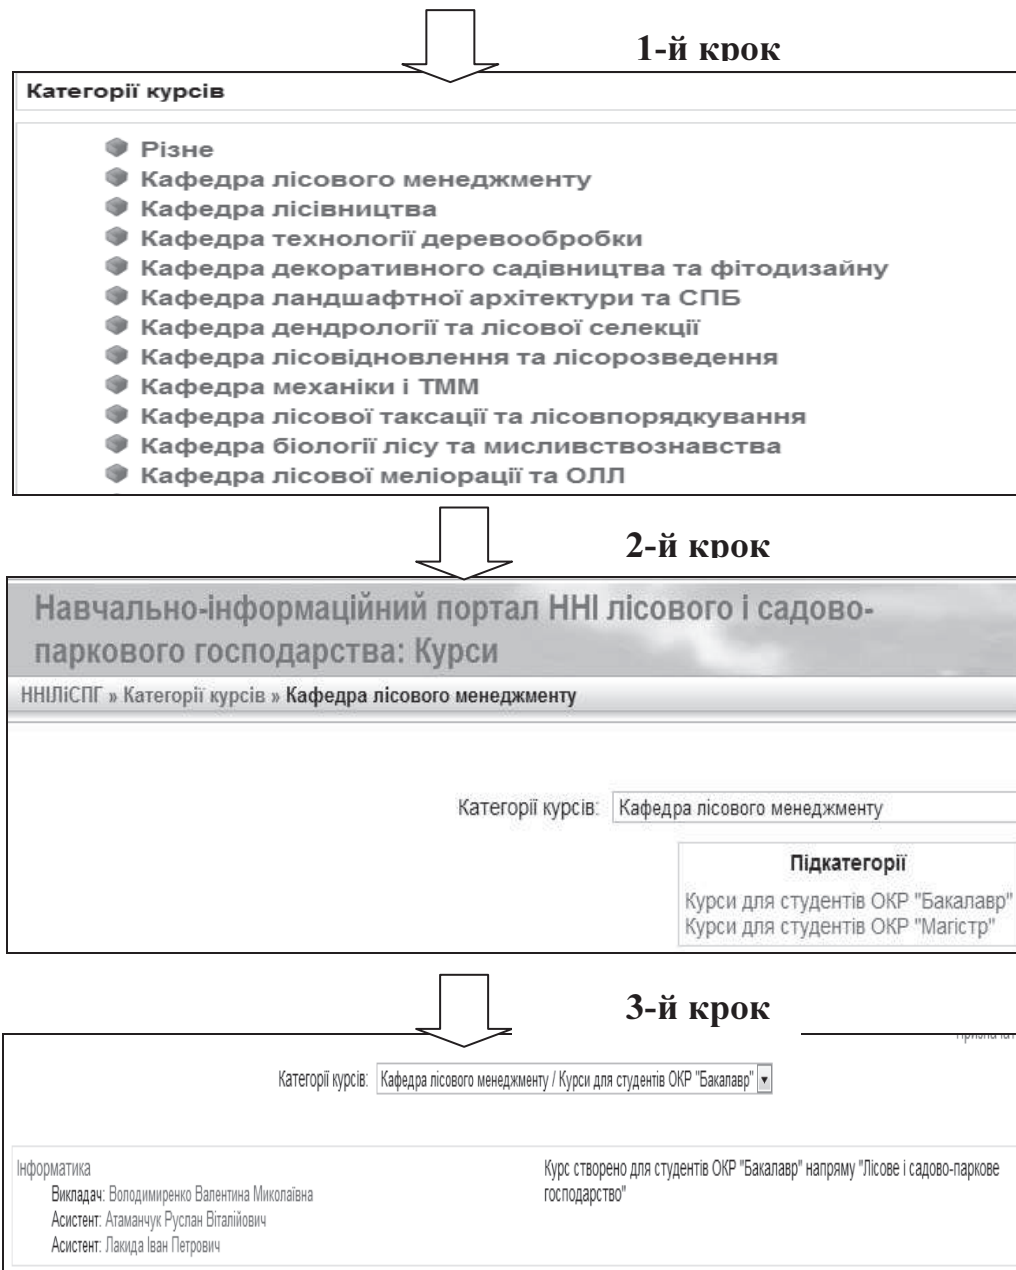 1-й крок
Категорії курсів
Різне
Кафедра лісового менеджменту
Кафедра лісівництва
Кафедра технології деревообробки
Кафедра декоративного садівництва та фітодизайну
Кафедра ландшафтної архітектури та СПБ
Кафедра дендрології та лісової селекції
Кафедра лісовідновлення та лісорозведення
Кафедра механіки і ТММ
Кафедра лісової таксації та лісовпорядкування
Кафедра біології лісу та мисливствознавства
Кафедра лісової меліорації та ОЛЛ
2-й крок
Навчально-інформаційний портал ННІ лісового і садово-
паркового господарства: Курси
ННІЛіСПГ » Категорії курсів » Кафедра лісового менеджменту
Категорії курсів: Кафедра лісового менеджменту
Підкатегорії
Курси для студентів ОКР "Бакалавр"
Курси для студентів ОКР "Магістр"
3-й крок
Категорії курсів: Кафедра лісового менеджменту / Курси для студентів ОКР "Бакалавр"
Інформатика
Викладач: Володимиренко Валентина Миколаївна
Асистент: Атаманчук Руслан Віталійович
Асистент: Лакида Іван Петрович
Курс створено для студентів ОКР "Бакалавр" напряму "Лісове і садово-паркове
господарство"